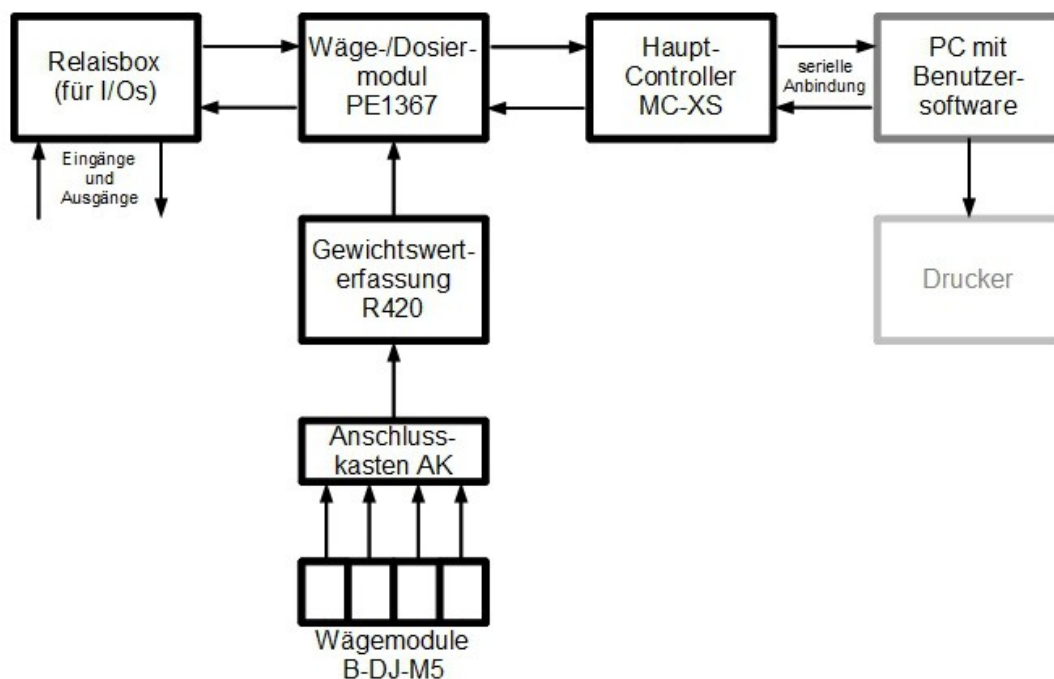 Relaisbox
(für I/Os)
Wäge-/Dosier-
modul
PE1367
Haupt-
Controller
MC-XS
serielle
Anbindung
PC mit
Benutzer-
software
Eingänge
und
Ausgänge
Gewichtswert-
erfassung
R420
Drucker
Anschluss-
kasten AK
Wägemodule
B-DJ-M5